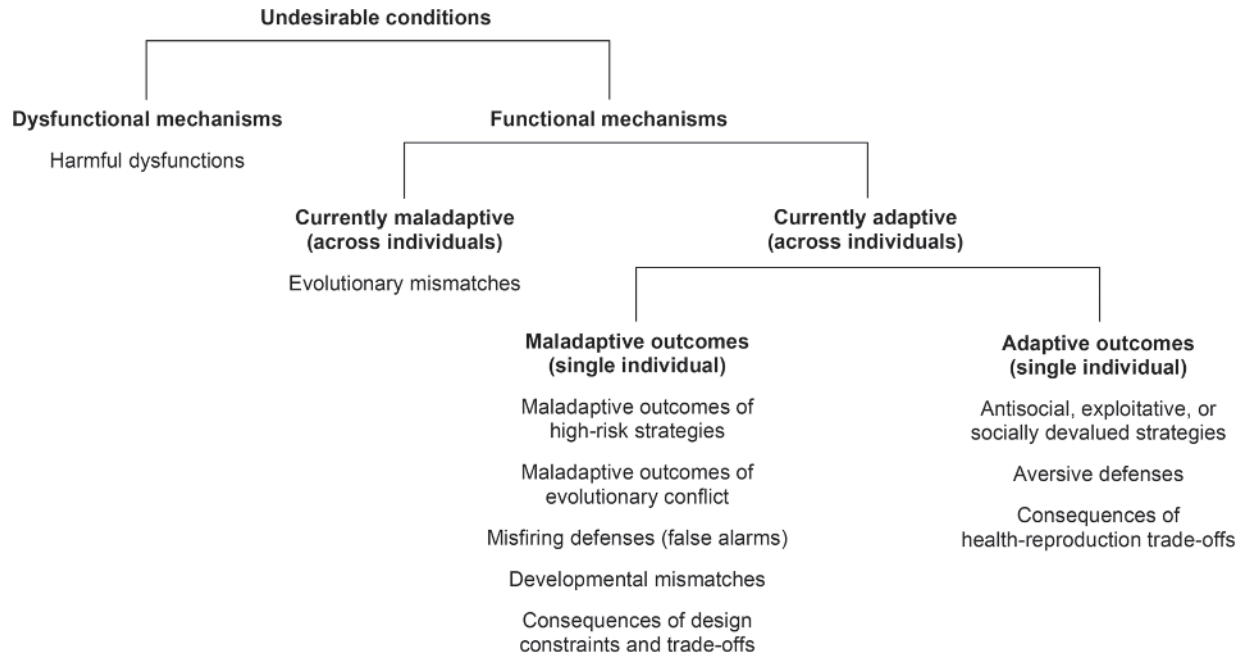 Undesirable conditions
Dysfunctional mechanisms
Harmful dysfunctions
Functional mechanisms
Currently maladaptive
(across individuals)
Evolutionary mismatches
Currently adaptive
(across individuals)
Maladaptive outcomes
(single individual)
Maladaptive outcomes of
high-risk strategies
Maladaptive outcomes of
evolutionary conflict
Misfiring defenses (false alarms)
Developmental mismatches
Consequences of design
constraints and trade-offs
Adaptive outcomes
(single individual)
Antisocial, exploitative, or
socially devalued strategies
Aversive defenses
Consequences of
health-reproduction trade-offs